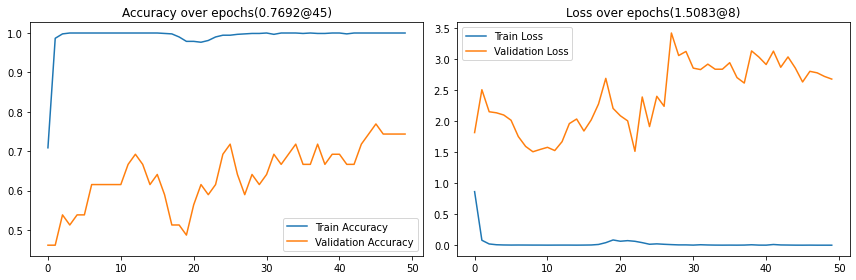 Accuracy over epochs(0.7692@45)
1.0
0.9
0.8
0.7
0.6
0.5
0 10 20 30 40 50
Train Accuracy
Validation Accuracy
Loss over epochs(1.5083@8)
3.5
3.0
2.5
2.0
1.5
1.0
0.5
0.0
0 10 20 30 40 50
Train Loss
Validation Loss